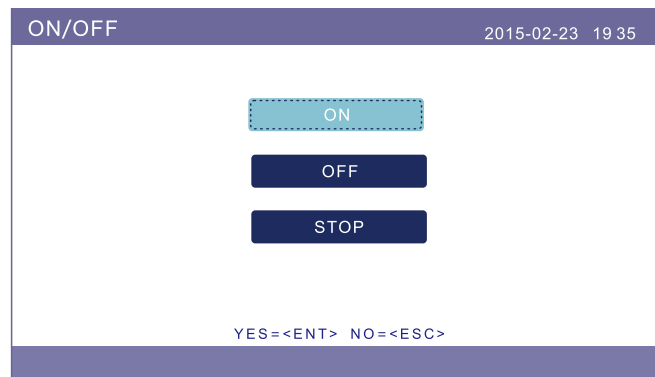 ON/OFF
2015-02-23 19 35
ON
OFF
STOP
YES=<ENT> NO=<ESC>